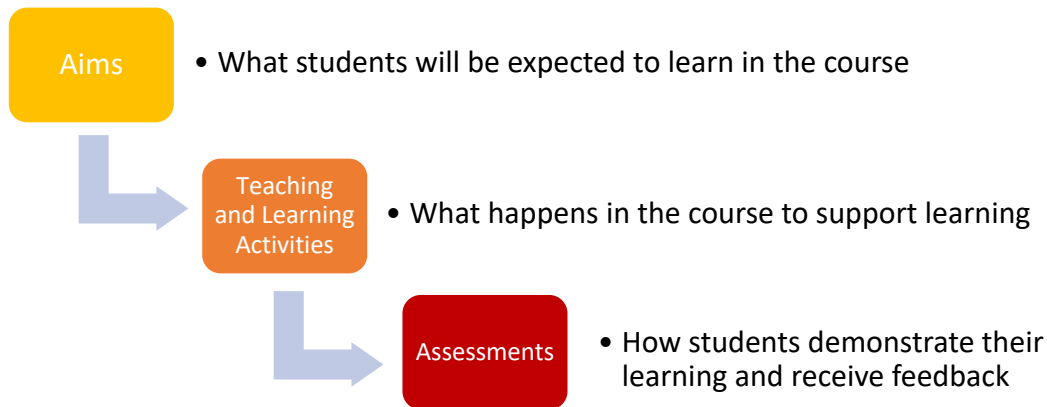 Aims
• What students will be expected to learn in the course
Teaching
and Learning
Activities
• What happens in the course to support learning
Assessments
• How students demonstrate their
learning and receive feedback